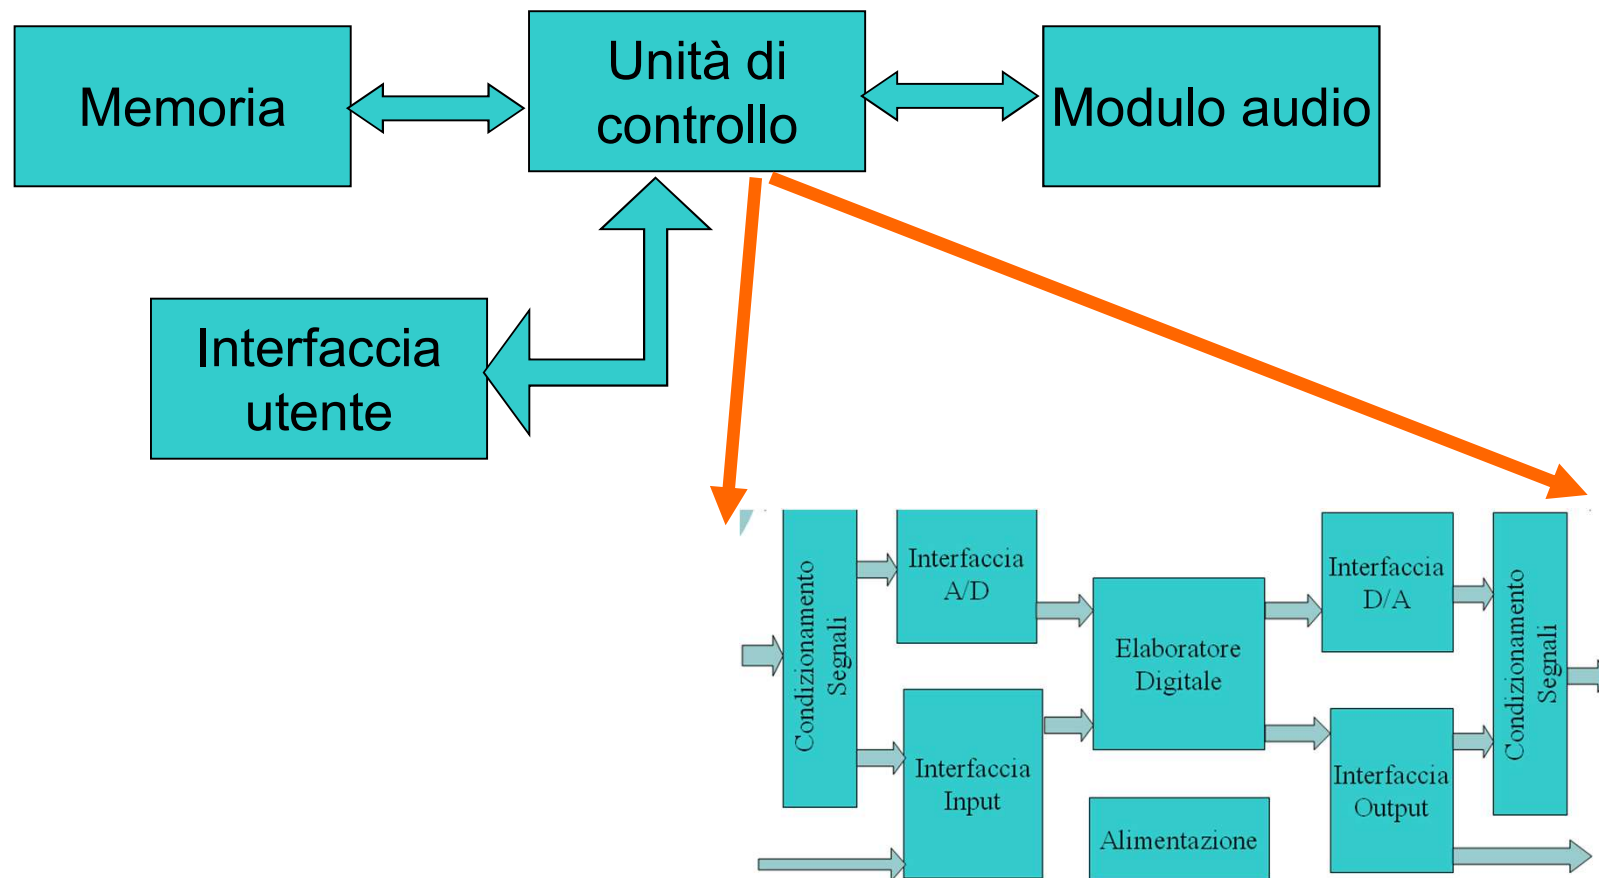 Memoria
Unità di
controllo
Modulo audio
Interfaccia
utente
Condizionamento
Segnali
Interfaccia
A/D
Interfaccia
Input
Elaboratore
Digitale
Alimentazione
Interfaccia
D/A
Interfaccia
Output
Condizionamento
Segnali